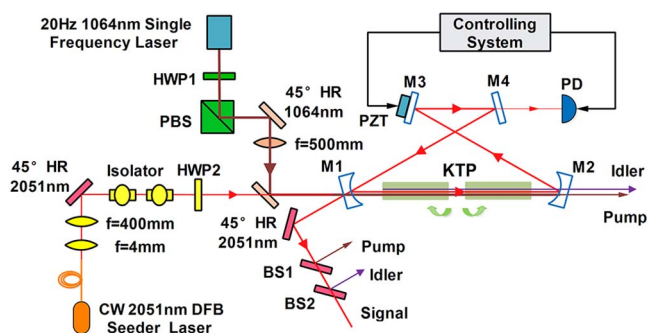 20Hz 1064nm Single
Frequency Laser
Controlling
System
HWP1
45° HR
1064nm
M3
M4
PD
PBS
PZT
f=500mm
45° HR
2051nm
Isolator
HWP2
M1
KTP
M2
Idler
Pump
45° HR
2051nm
f=400mm
f=4mm
Pump
BS1
Idler
BS2
Signal
CW 2051nm DFB
Seeder Laser